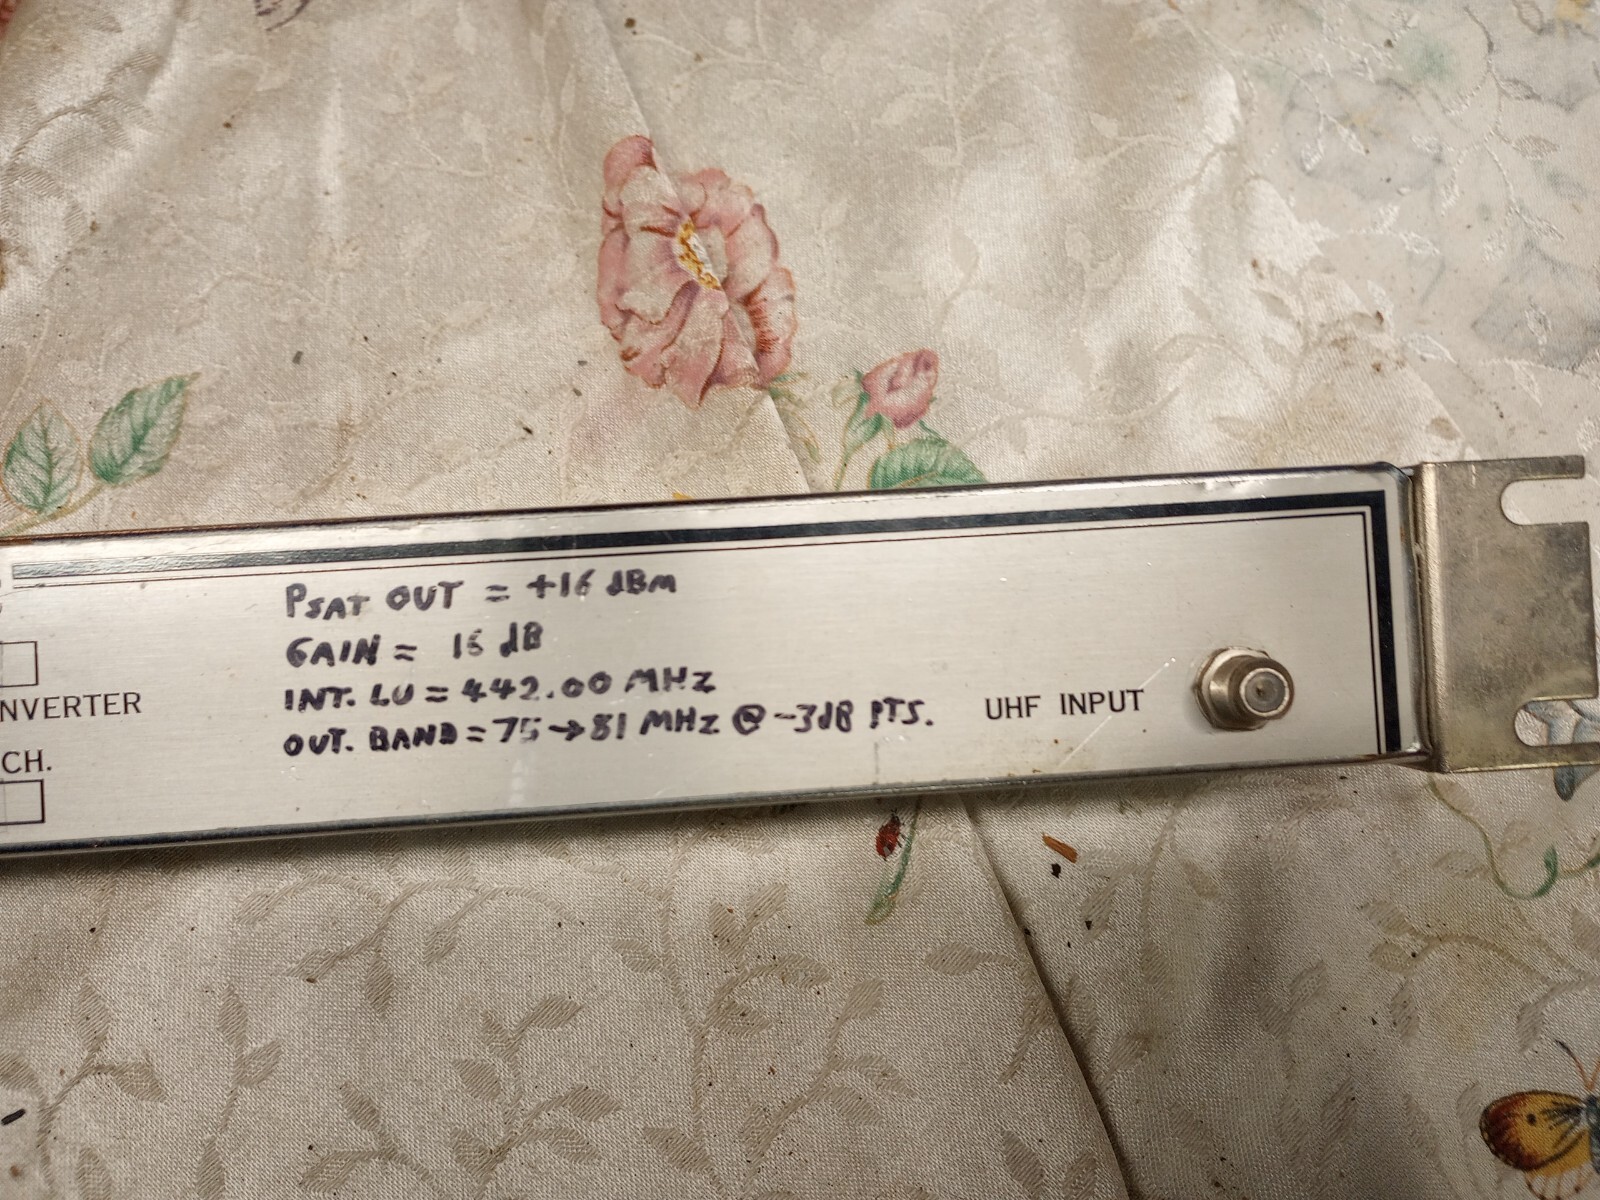 PSAT OUT = +16 dBm
GAIN = 16 dB
INT. LO = 442.00 MHz
OUT. BAND = 75 → 81 MHz @ -3dB PTS.
NVERTER
UHF INPUT
CH.